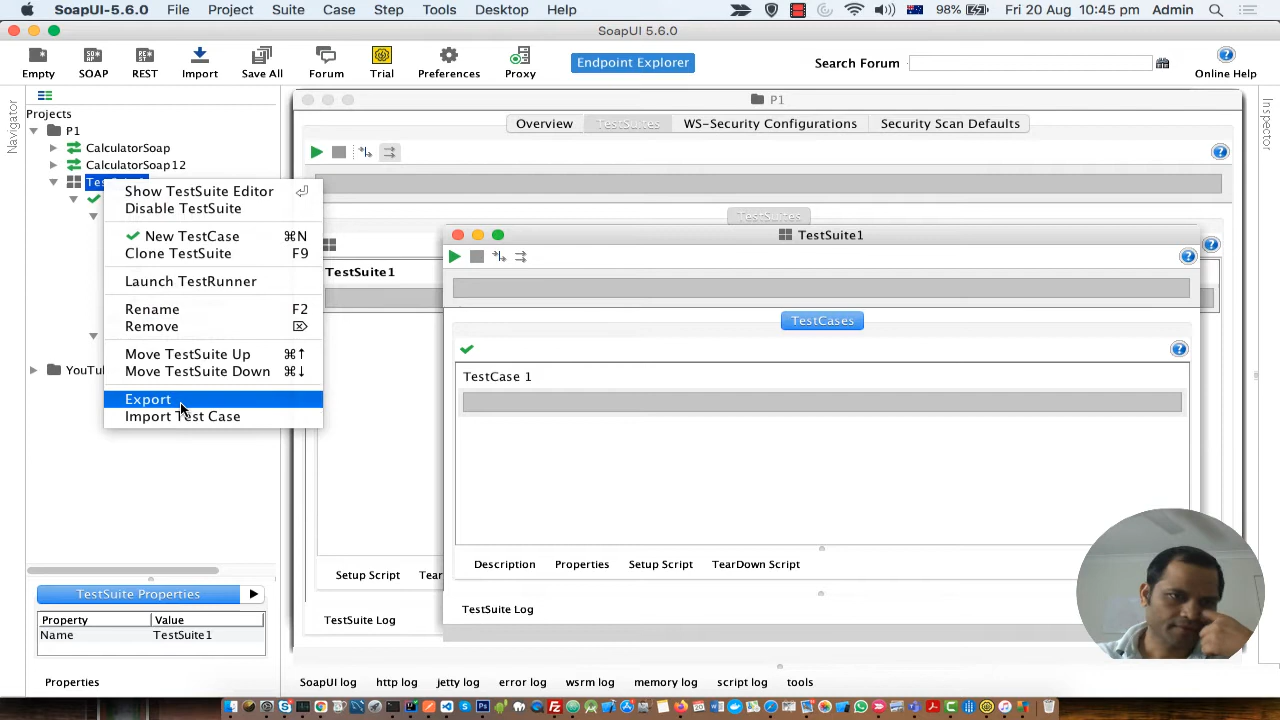 SoapUI-5.6.0 File Project Suite Case Step Tools Desktop Help 98% Fri 20 Aug 10:45 pm Admin
SoapUI 5.6.0
Empty SOAP REST Import Save All Forum Trial Preferences Proxy Endpoint Explorer Search Forum Online Help
Navigator
Projects
P1
CalculatorSoap
CalculatorSoap12
Show TestSuite Editor
Disable TestSuite
New TestCase ⌘N
Clone TestSuite F9
Launch TestRunner
Rename F2
Remove
Move TestSuite Up ⌘↑
Move TestSuite Down ⌘↓
Export
Import Test Case
TestSuite Properties
Property Value
Name TestSuite1
Properties
P1
Overview TestSuites WS-Security Configurations Security Scan Defaults
TestSuites
TestSuite1
Setup Script
TestSuite Log
TestSuite1
TestCases
TestCase 1
Description Properties Setup Script TearDown Script
TestSuite Log
SoapUI log http log jetty log error log wsrm log memory log script log tools
Inspector